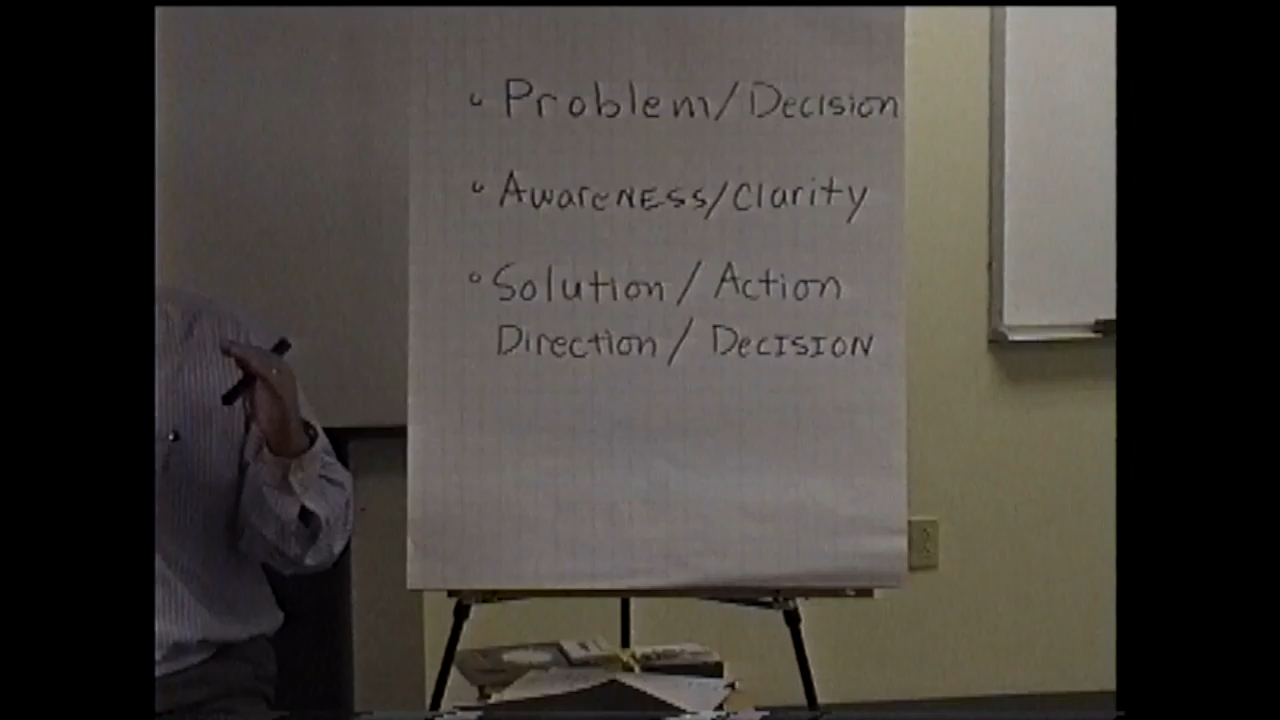 ° Problem/Decision
° Awareness/Clarity
° Solution/Action
Direction/Decision